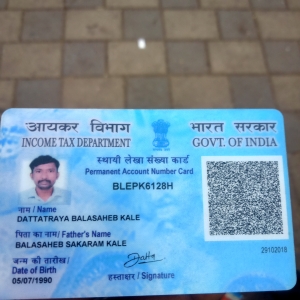 आयकर विभाग
INCOME TAX DEPARTMENT
भारत सरकार
GOVT. OF INDIA
स्थायी लेखा संख्या कार्ड
Permanent Account Number Card
BLEPK6128H
नाम / Name
DATTATRAYA BALASAHEB KALE
पिता का नाम / Father's Name
BALASAHEB SAKARAM KALE
जन्म की तारीख /
Date of Birth
05/07/1990
हस्ताक्षर / Signature
29102018